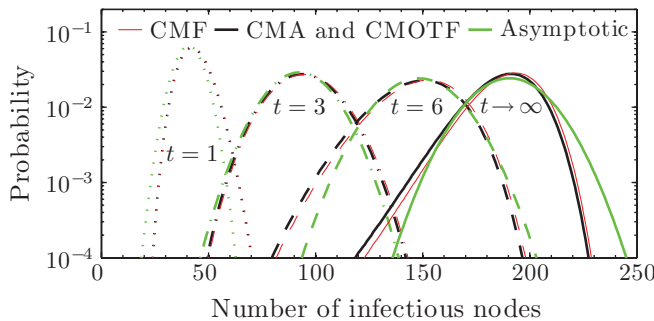 10⁻¹
CMF CMA and CMOTF Asymptotic
10⁻²
t = 3 t = 6 t → ∞
t = 1
10⁻³
10⁻⁴
0 50 100 150 200 250
Probability
Number of infectious nodes